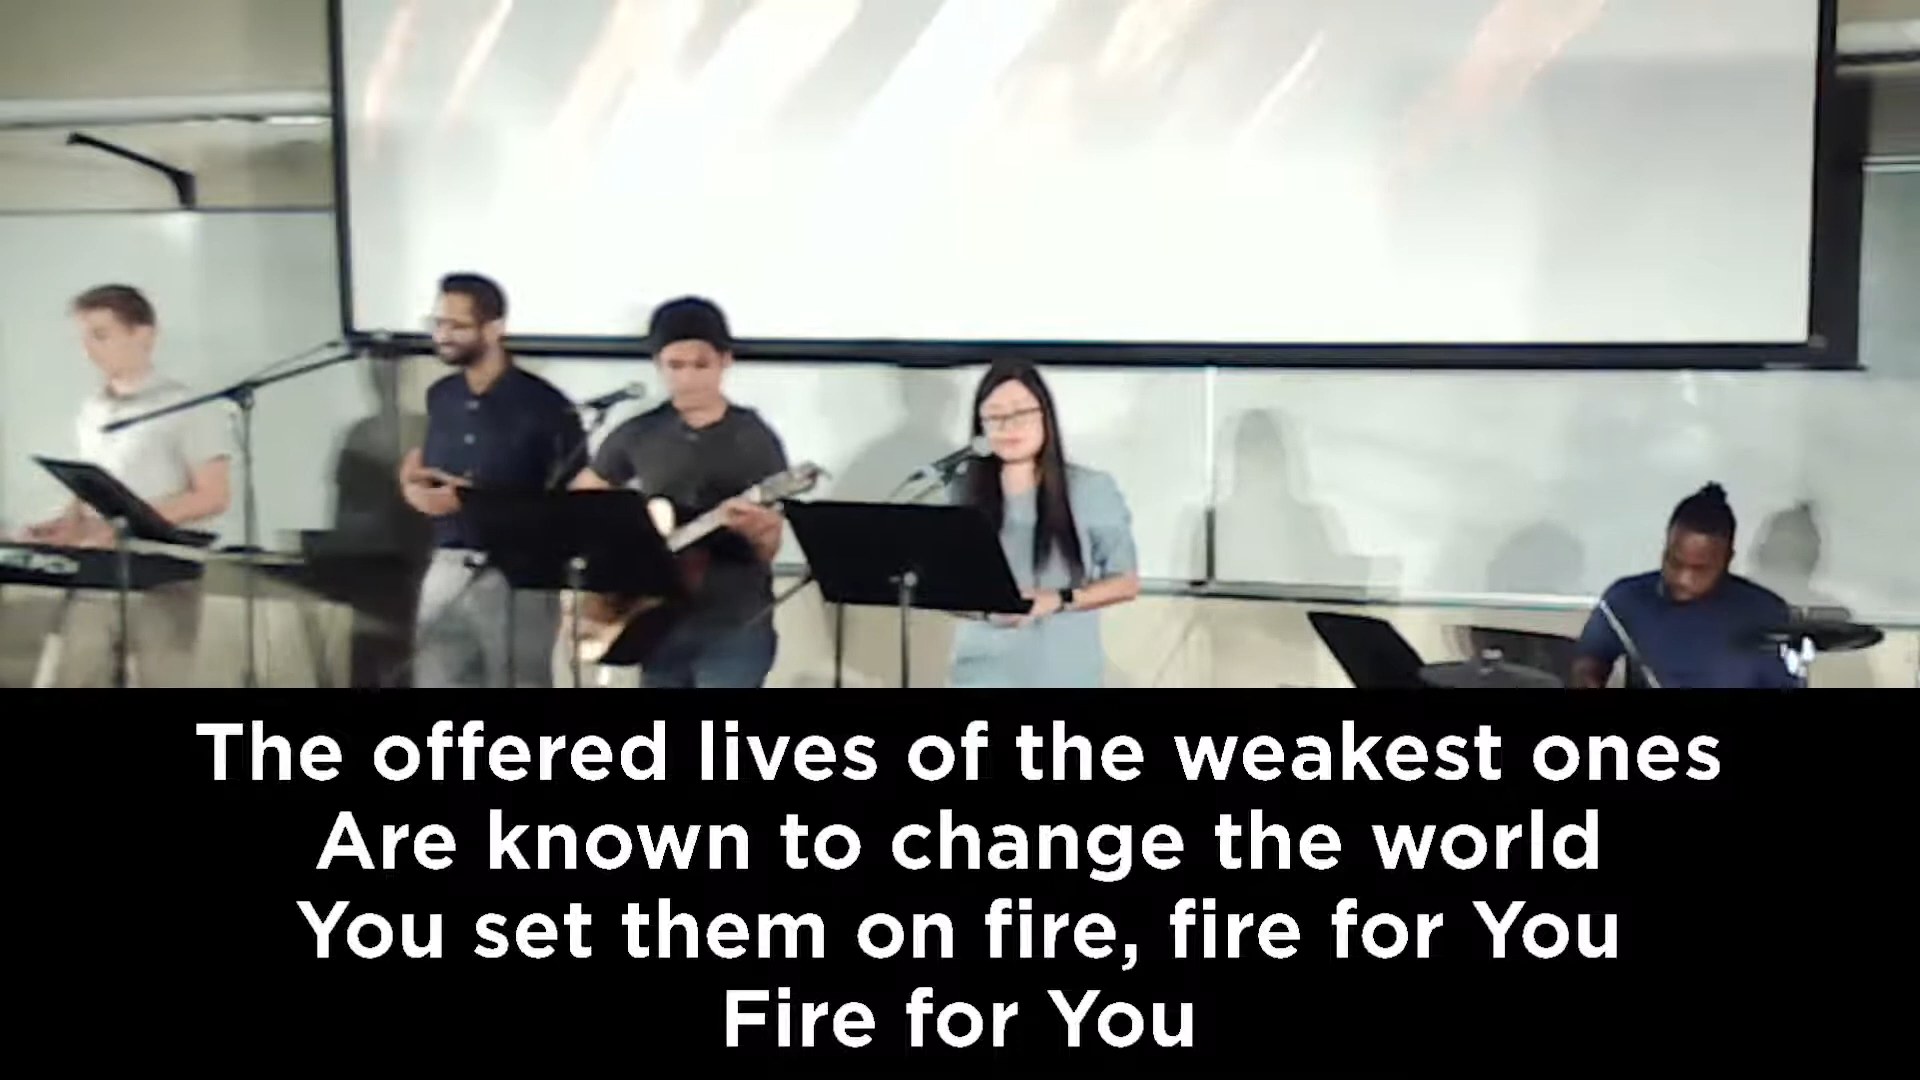 The offered lives of the weakest ones
Are known to change the world
You set them on fire, fire for You
Fire for You